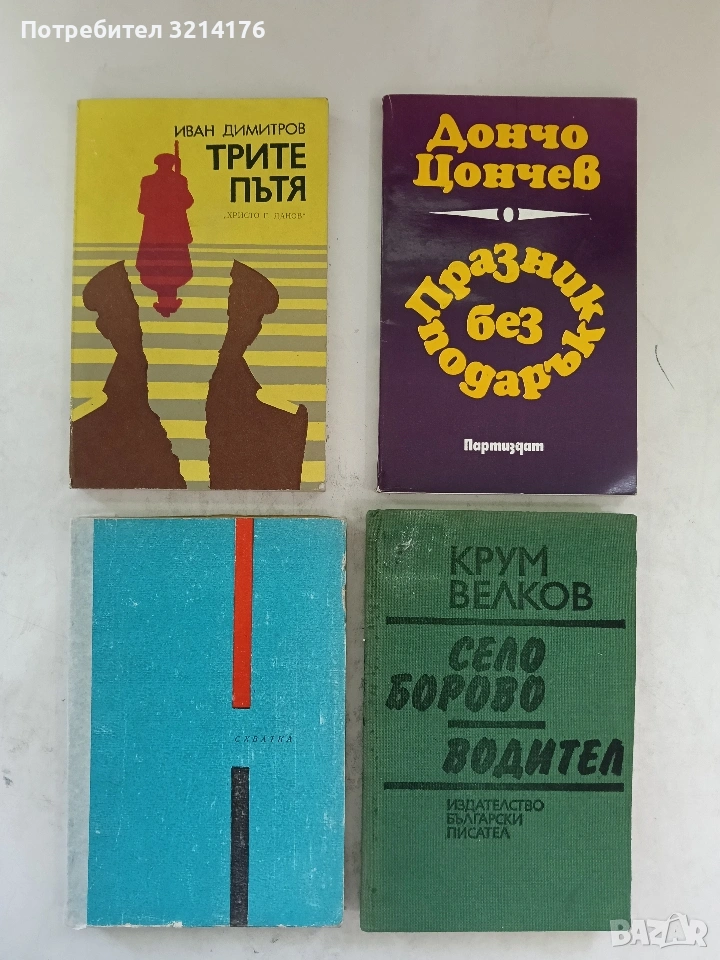 Потребител 3214176
ИВАН ДИМИТРОВ
ТРИТЕ
ПЪТЯ
„ХРИСТО Г. ДАНОВ“
Дончо
Цончев
Празник
без
подарък
Партиздат
СХВАТКА
КРУМ
ВЕЛКОВ
СЕЛО
БОРОВО
ВОДИТЕЛ
ИЗДАТЕЛСТВО
БЪЛГАРСКИ
ПИСАТЕЛ
BAZAR